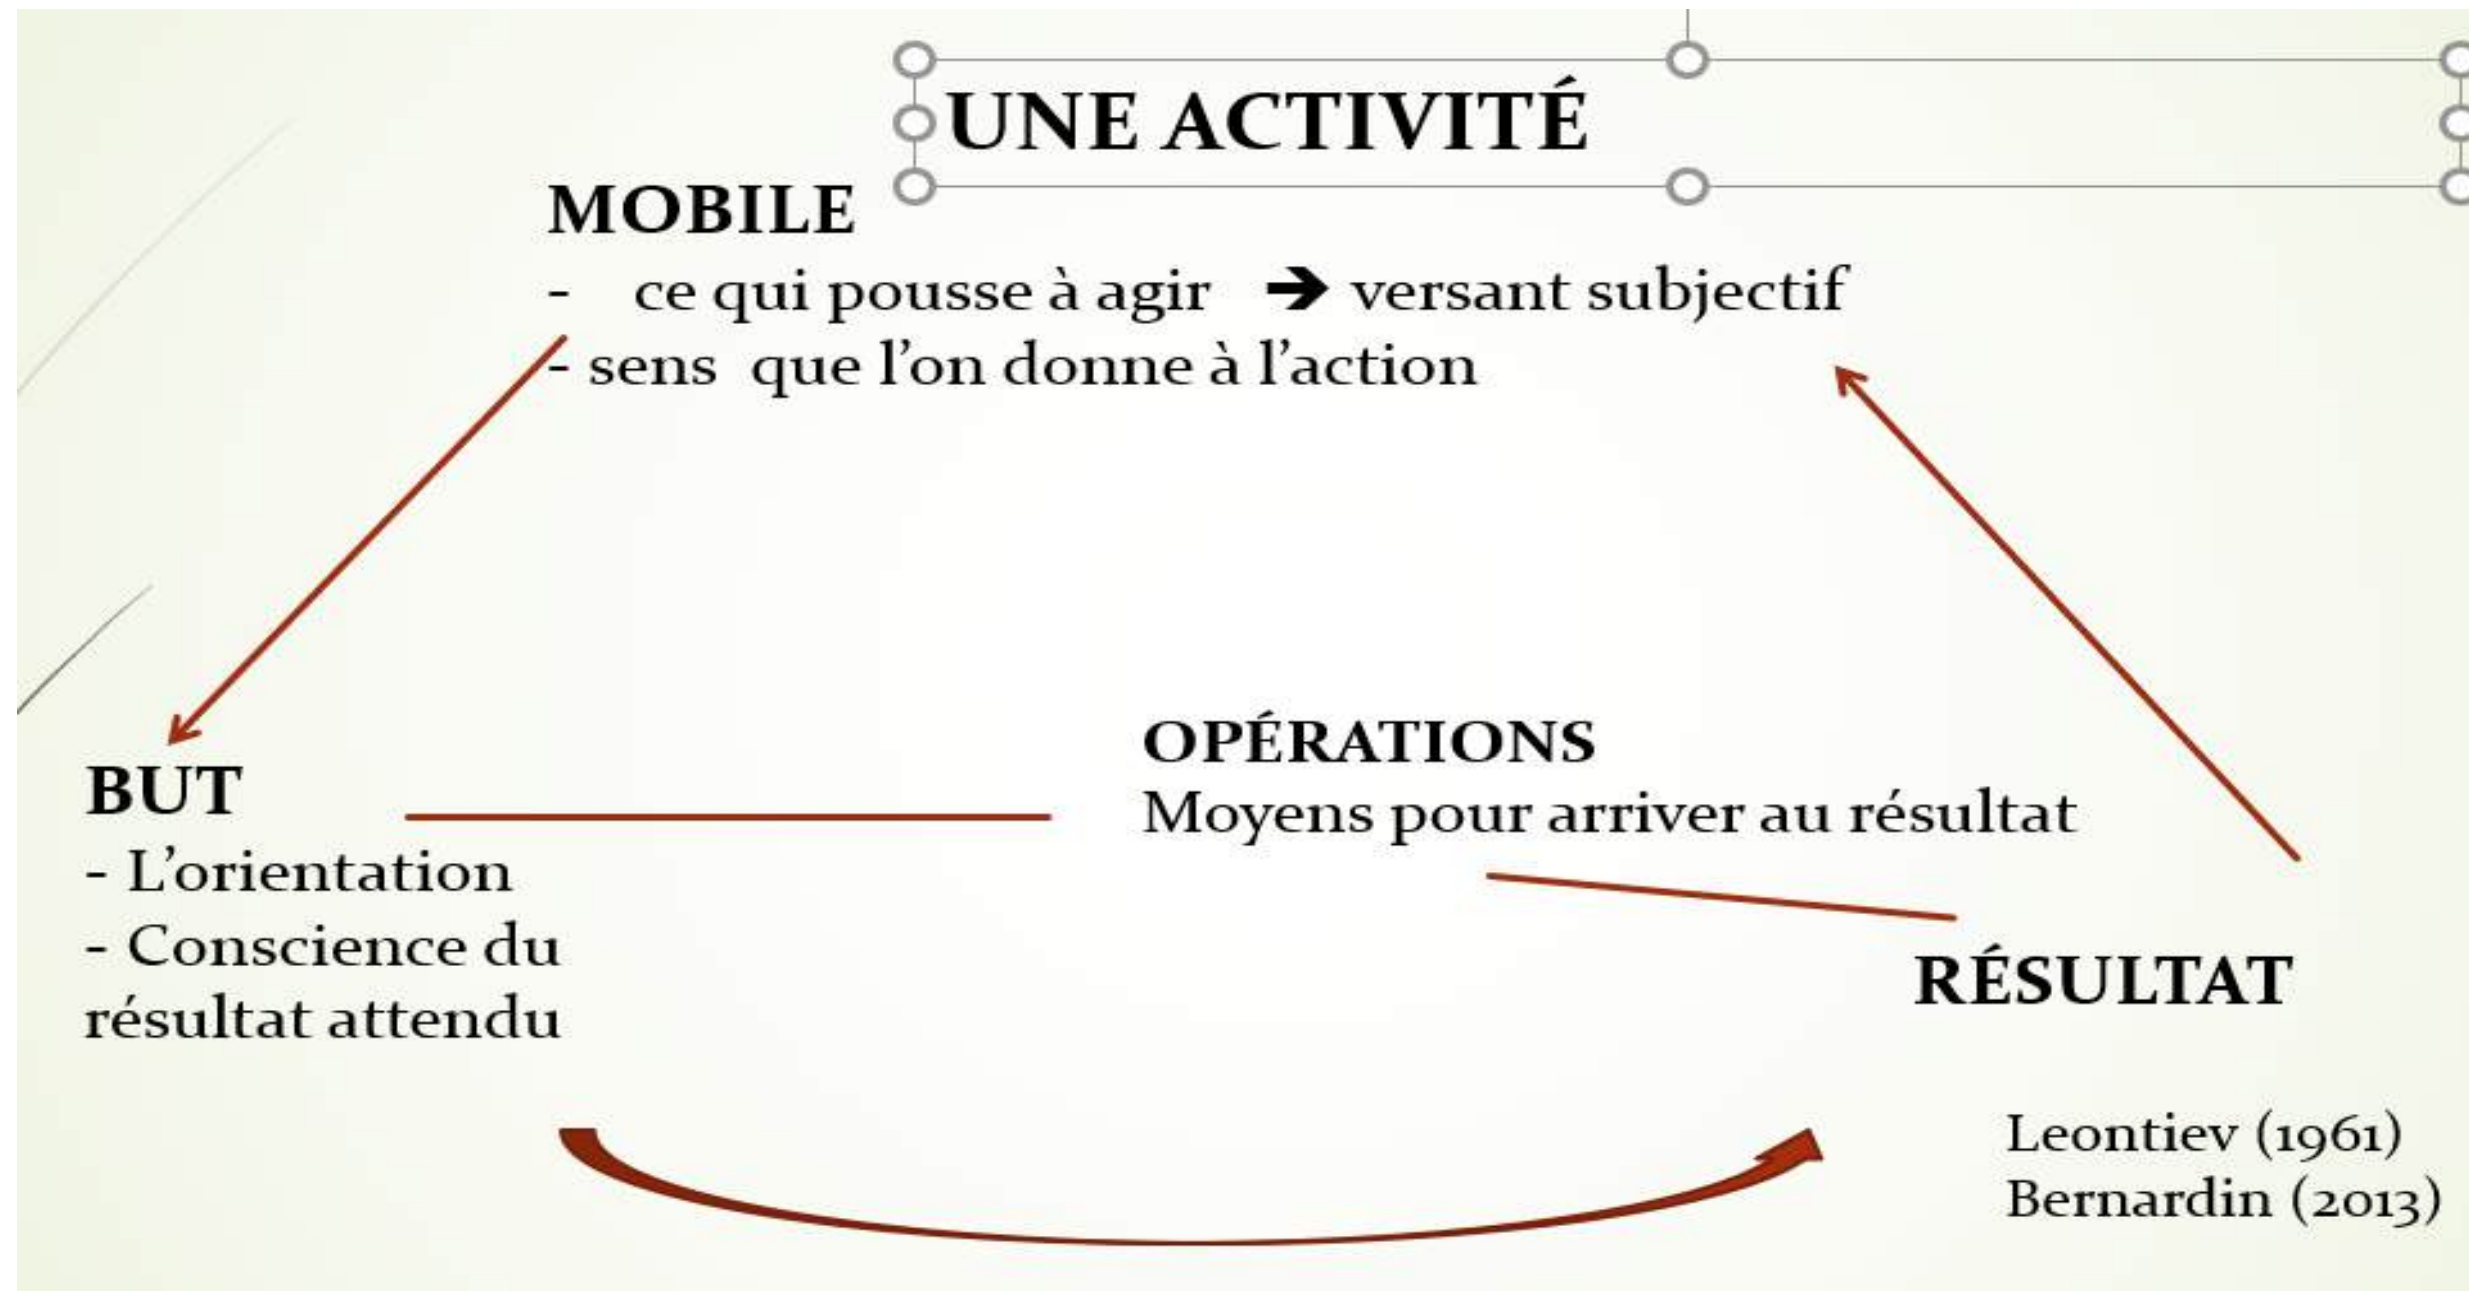 UNE ACTIVITÉ
MOBILE
- ce qui pousse à agir ➔ versant subjectif
- sens que l’on donne à l’action
OPÉRATIONS
Moyens pour arriver au résultat
BUT
- L’orientation
- Conscience du
résultat attendu
RÉSULTAT
Leontiev (1961)
Bernardin (2013)